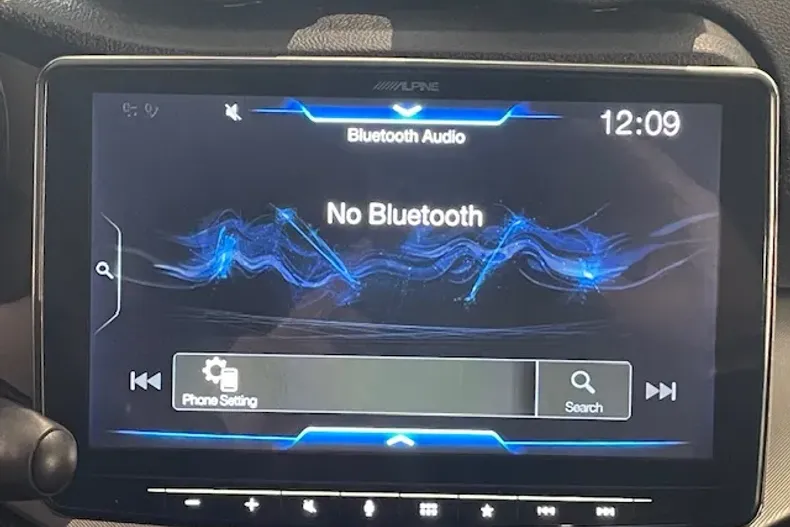 ALPINE
12:09
Bluetooth Audio
No Bluetooth
Phone Setting
Search